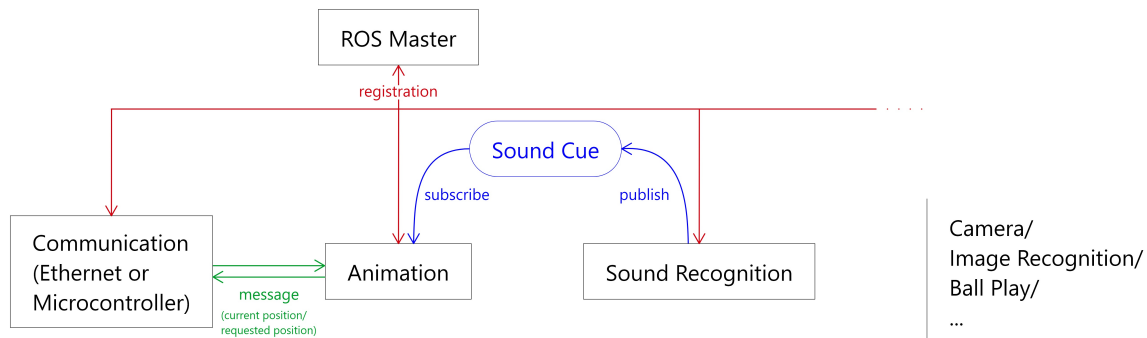 ROS Master
registration
Sound Cue
subscribe
publish
Communication
(Ethernet or
Microcontroller)
message
(current position/
requested position)
Animation
Sound Recognition
Camera/
Image Recognition/
Ball Play/
...